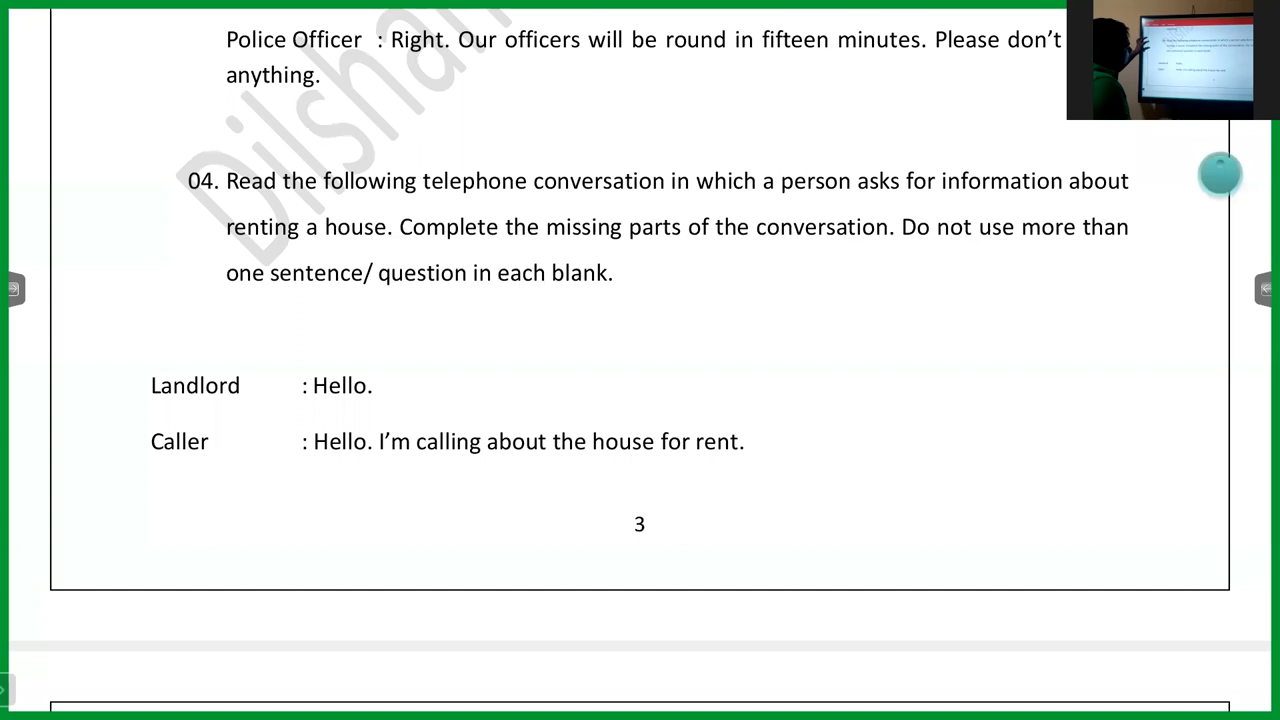 Police Officer : Right. Our officers will be round in fifteen minutes. Please don't
anything.
Dilsha
04. Read the following telephone conversation in which a person asks for information about
renting a house. Complete the missing parts of the conversation. Do not use more than
one sentence/ question in each blank.
Landlord : Hello.
Caller : Hello. I'm calling about the house for rent.
3